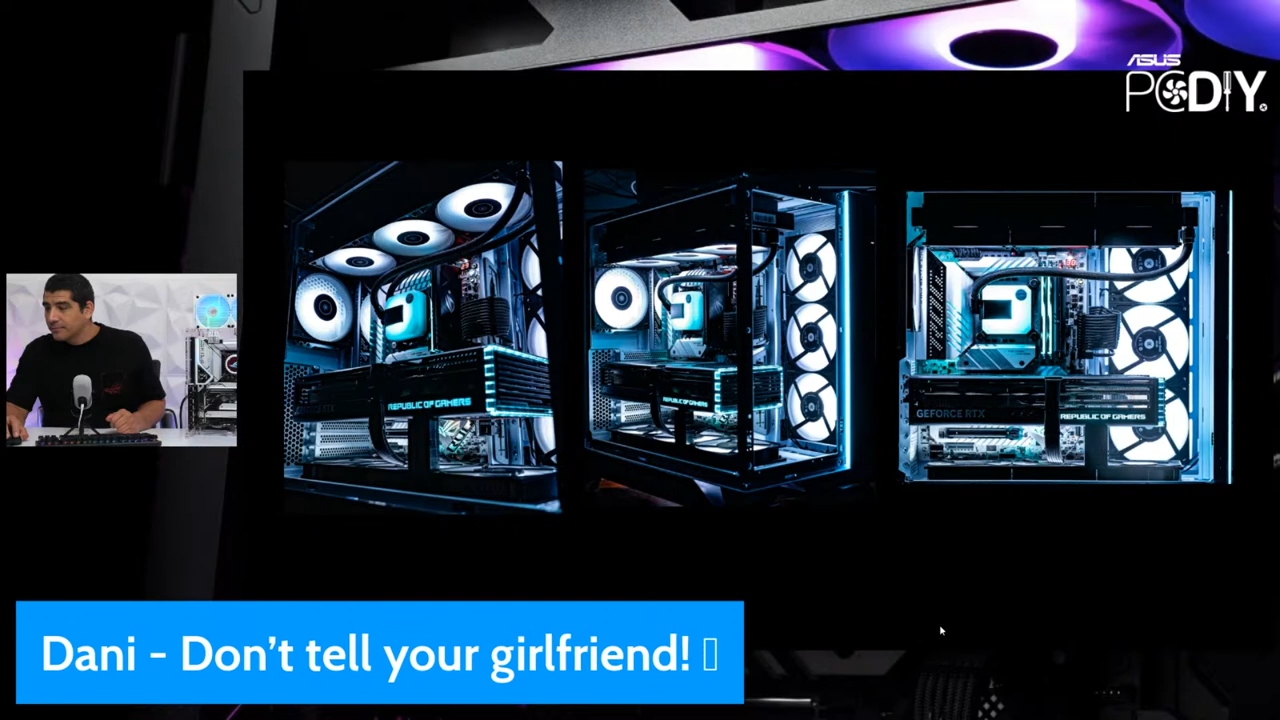 ASUS
PCDIY.
REPUBLIC OF GAMERS
REPUBLIC OF GAMERS
GEFORCE RTX
REPUBLIC OF GAMERS
Dani - Don't tell your girlfriend!